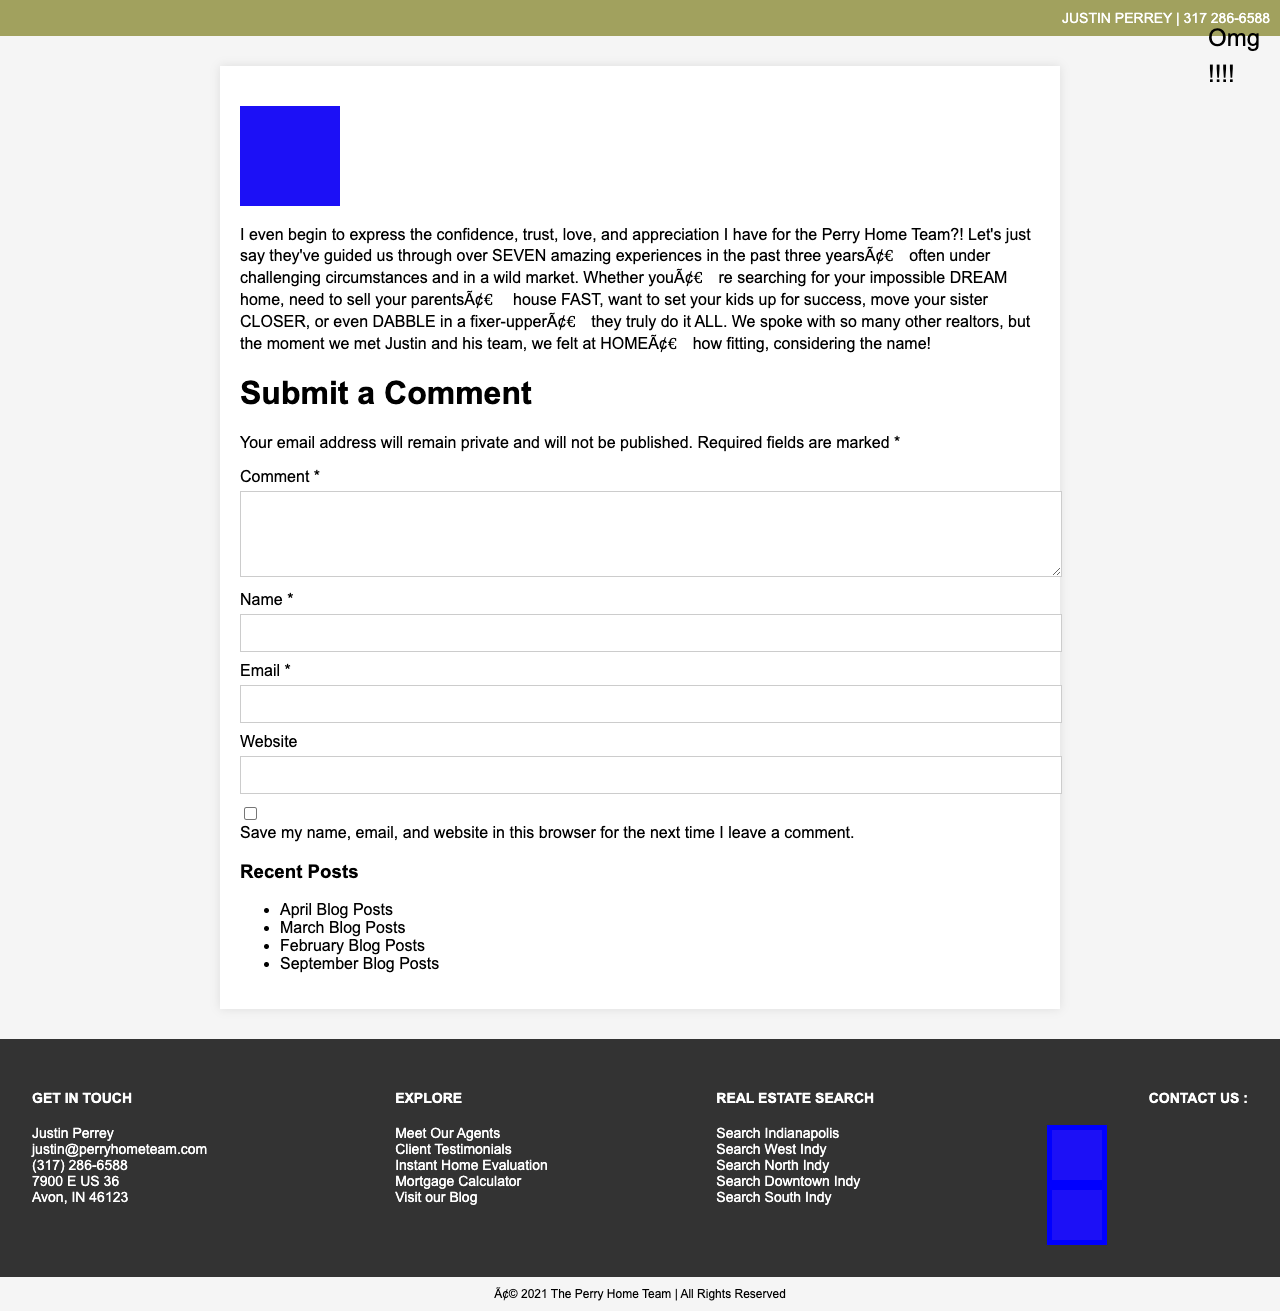 JUSTIN PERREY | 317 286-6588
Omg
!!!!
I even begin to express the confidence, trust, love, and appreciation I have for the Perry Home Team?! Let's just
say they've guided us through over SEVEN amazing experiences in the past three yearsÃ¢€ often under
challenging circumstances and in a wild market. Whether youÃ¢€ re searching for your impossible DREAM
home, need to sell your parentsÃ¢€ house FAST, want to set your kids up for success, move your sister
CLOSER, or even DABBLE in a fixer-upperÃ¢€ they truly do it ALL. We spoke with so many other realtors, but
the moment we met Justin and his team, we felt at HOMEÃ¢€ how fitting, considering the name!
Submit a Comment
Your email address will remain private and will not be published. Required fields are marked *
Comment *
Name *
Email *
Website
Save my name, email, and website in this browser for the next time I leave a comment.
Recent Posts
• April Blog Posts
• March Blog Posts
• February Blog Posts
• September Blog Posts
GET IN TOUCH
Justin Perrey
justin@perryhometeam.com
(317) 286-6588
7900 E US 36
Avon, IN 46123
EXPLORE
Meet Our Agents
Client Testimonials
Instant Home Evaluation
Mortgage Calculator
Visit our Blog
REAL ESTATE SEARCH
Search Indianapolis
Search West Indy
Search North Indy
Search Downtown Indy
Search South Indy
CONTACT US :
Ã¢© 2021 The Perry Home Team | All Rights Reserved